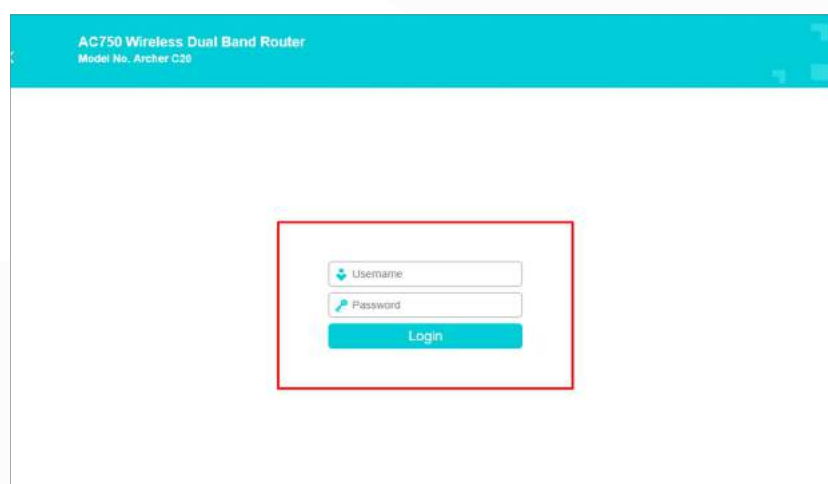 AC750 Wireless Dual Band Router
Model No. Archer C20
Username
Password
Login